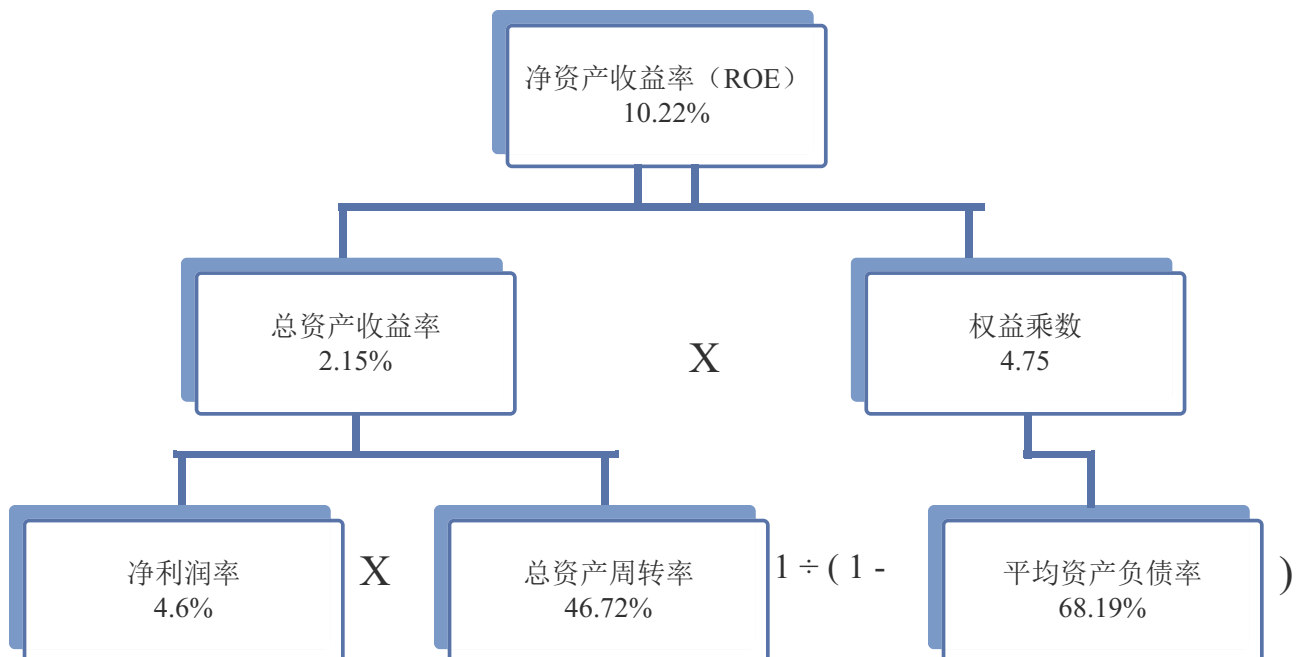 净资产收益率（ROE）
10.22%
总资产收益率
2.15%
X
权益乘数
4.75
净利润率
4.6%
X
总资产周转率
46.72%
1 ÷ ( 1 -
平均资产负债率
68.19%
)